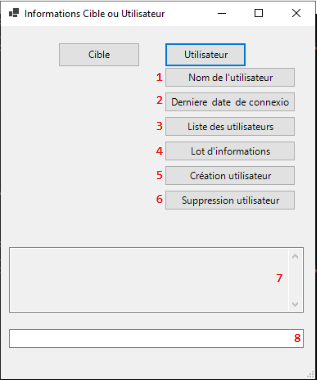 Informations Cible ou Utilisateur
Cible Utilisateur
1 Nom de l'utilisateur
2 Derniere date de connexio
3 Liste des utilisateurs
4 Lot d'informations
5 Création utilisateur
6 Suppression utilisateur
7
8